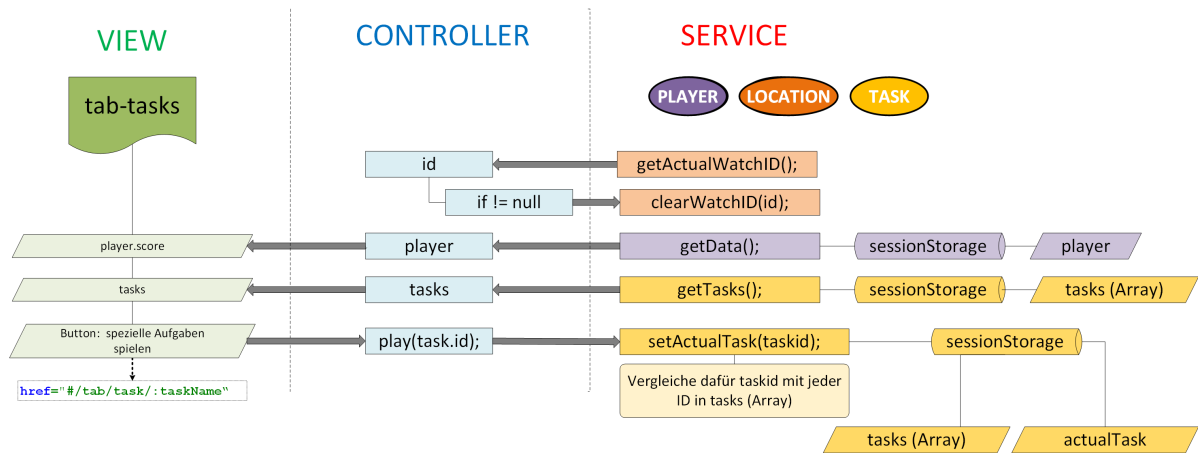 VIEW
CONTROLLER
SERVICE
PLAYER
LOCATION
TASK
tab-tasks
id
getActualWatchID();
if != null
clearWatchID(id);
player.score
player
getData();
sessionStorage
player
tasks
tasks
getTasks();
sessionStorage
tasks (Array)
Button: spezielle Aufgaben
spielen
play(task.id);
setActualTask(taskid);
sessionStorage
href="#/tab/task/:taskName“
Vergleiche dafür taskid mit jeder
ID in tasks (Array)
tasks (Array)
actualTask